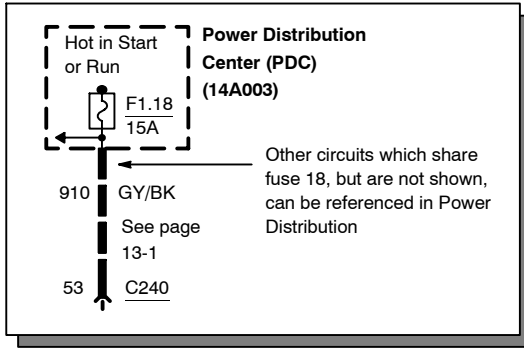 Hot in Start
or Run
Power Distribution
Center (PDC)
(14A003)
F1.18
15A
Other circuits which share
fuse 18, but are not shown,
can be referenced in Power
Distribution
910 GY/BK
See page
13-1
53 C240